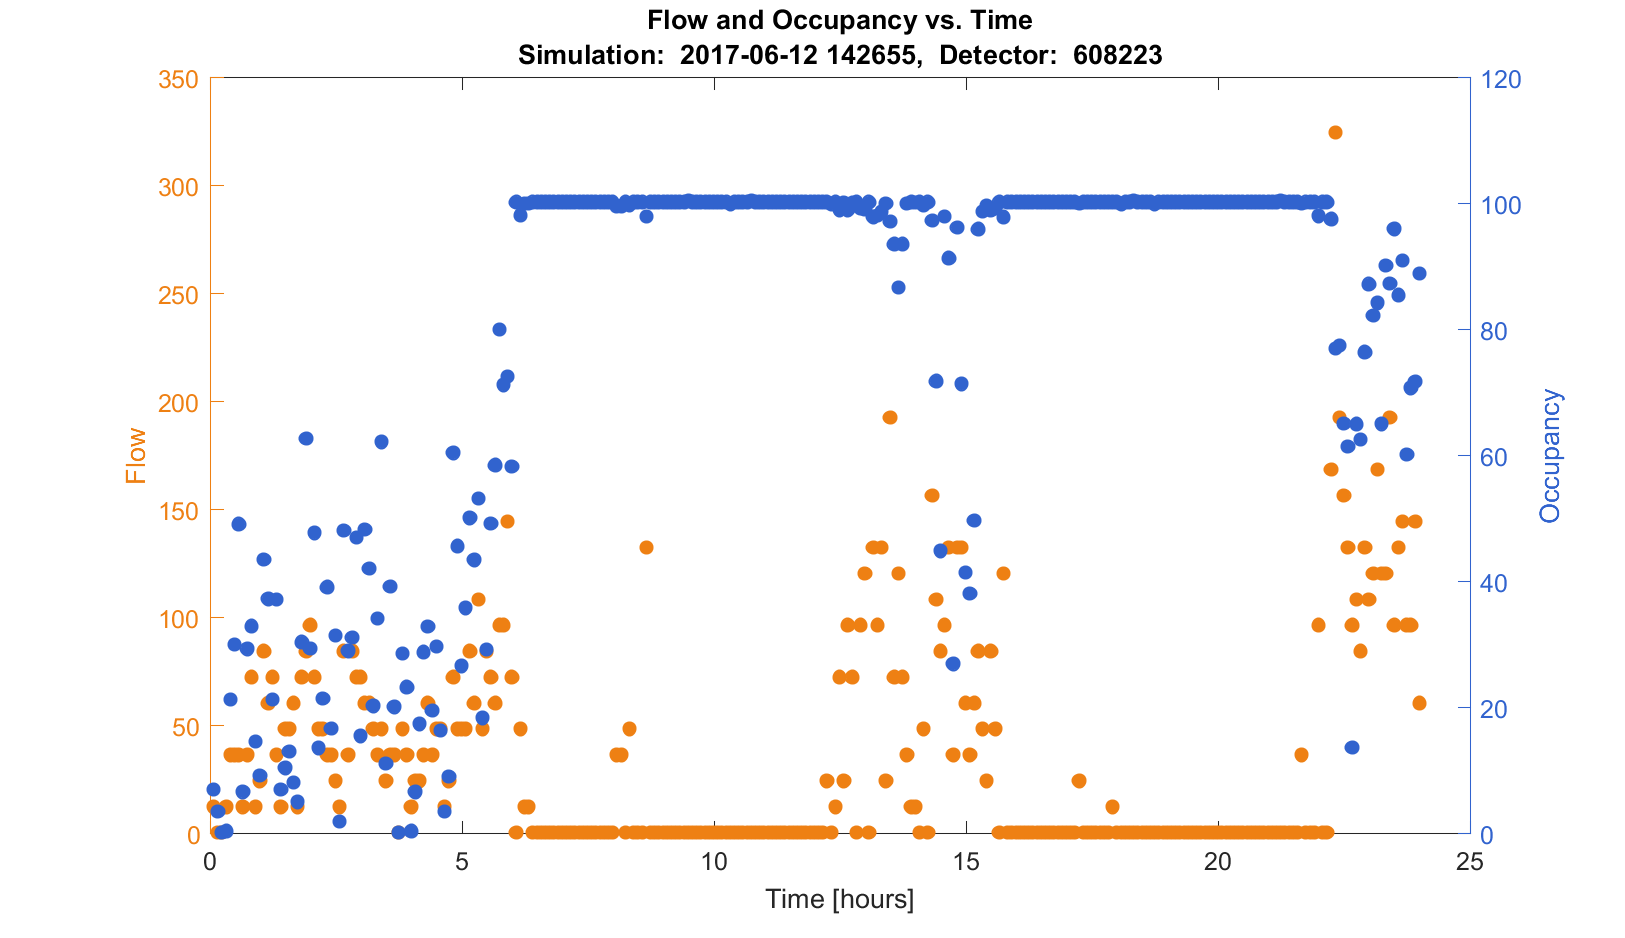 Flow and Occupancy vs. Time
Simulation:  2017-06-12 142655,  Detector:  608223
350
300
250
200
150
100
50
0
Flow
120
100
80
60
40
20
0
Occupancy
0 5 10 15 20 25
Time [hours]